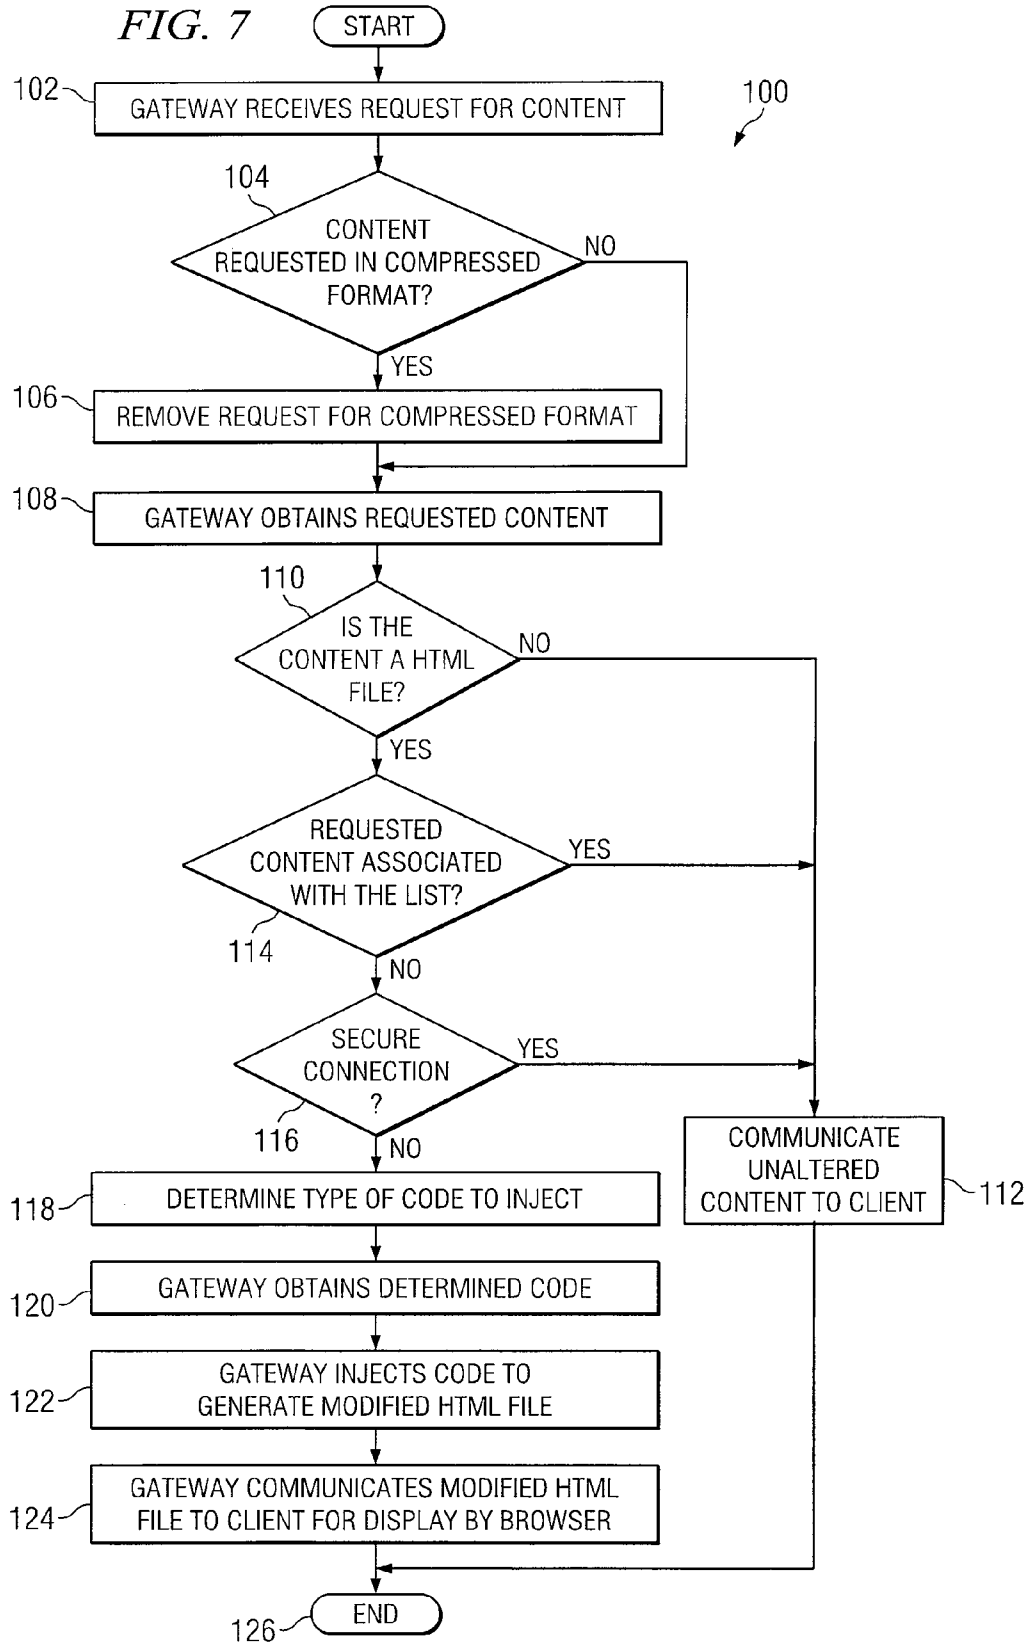 FIG. 7
START
102
GATEWAY RECEIVES REQUEST FOR CONTENT
100
104
CONTENT
REQUESTED IN COMPRESSED
FORMAT?
NO
YES
106
REMOVE REQUEST FOR COMPRESSED FORMAT
108
GATEWAY OBTAINS REQUESTED CONTENT
110
IS THE
CONTENT A HTML
FILE?
NO
YES
REQUESTED
CONTENT ASSOCIATED
WITH THE LIST?
YES
114
NO
SECURE
CONNECTION
?
YES
116
NO
COMMUNICATE
UNALTERED
CONTENT TO CLIENT
112
118
DETERMINE TYPE OF CODE TO INJECT
120
GATEWAY OBTAINS DETERMINED CODE
122
GATEWAY INJECTS CODE TO
GENERATE MODIFIED HTML FILE
124
GATEWAY COMMUNICATES MODIFIED HTML
FILE TO CLIENT FOR DISPLAY BY BROWSER
126
END